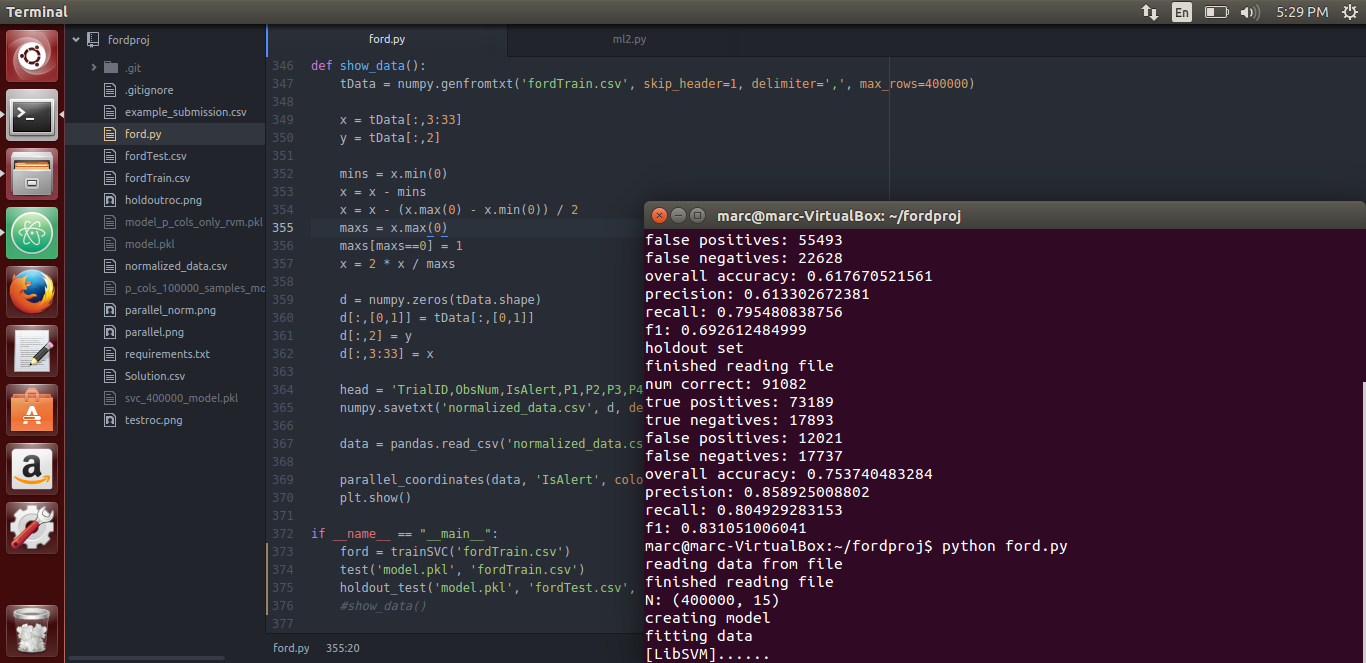 Terminal
En
5:29 PM
fordproj
.git
.gitignore
example_submission.csv
ford.py
fordTest.csv
fordTrain.csv
holdoutroc.png
model_p_cols_only_rvm.pkl
model.pkl
normalized_data.csv
p_cols_100000_samples_mo
parallel_norm.png
parallel.png
requirements.txt
Solution.csv
svc_400000_model.pkl
testroc.png
ford.py
ml2.py
346 def show_data():
347 tData = numpy.genfromtxt('fordTrain.csv', skip_header=1, delimiter=',', max_rows=400000)
348
349 x = tData[:,3:33]
350 y = tData[:,2]
351
352 mins = x.min(0)
353 x = x - mins
354 x = x - (x.max(0) - x.min(0)) / 2
355 maxs = x.max(0)
356 maxs[maxs==0] = 1
357 x = 2 * x / maxs
358
359 d = numpy.zeros(tData.shape)
360 d[:,[0,1]] = tData[:,[0,1]]
361 d[:,2] = y
362 d[:,3:33] = x
363
364 head = 'TrialID,ObsNum,IsAlert,P1,P2,P3,P4
365 numpy.savetxt('normalized_data.csv', d, de
366
367 data = pandas.read_csv('normalized_data.cs
368
369 parallel_coordinates(data, 'IsAlert', colo
370 plt.show()
371
372 if __name__ == "__main__":
373 ford = trainSVC('fordTrain.csv')
374 test('model.pkl', 'fordTrain.csv')
375 holdout_test('model.pkl', 'fordTest.csv',
376 #show_data()
377
ford.py 355:20
marc@marc-VirtualBox: ~/fordproj
false positives: 55493
false negatives: 22628
overall accuracy: 0.617670521561
precision: 0.613302672381
recall: 0.795480838756
f1: 0.692612484999
holdout set
finished reading file
num correct: 91082
true positives: 73189
true negatives: 17893
false positives: 12021
false negatives: 17737
overall accuracy: 0.753740483284
precision: 0.858925008802
recall: 0.804929283153
f1: 0.831051006041
marc@marc-VirtualBox:~/fordproj$ python ford.py
reading data from file
finished reading file
N: (400000, 15)
creating model
fitting data
[LibSVM]......